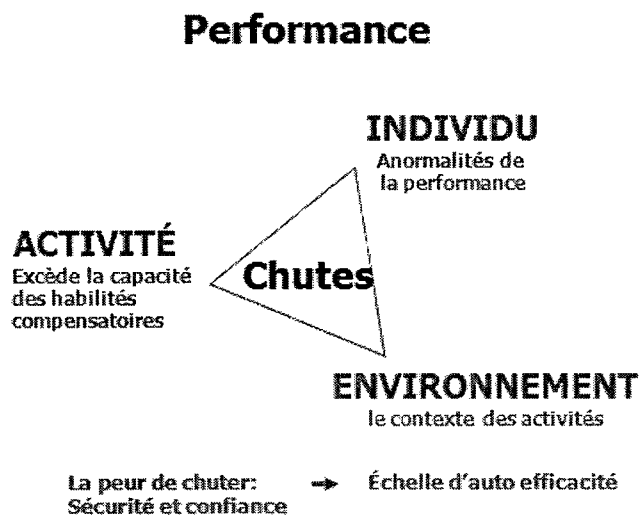 Performance
INDIVIDU
Anormalités de
la performance
ACTIVITÉ
Excède la capacité
des habilités
compensatoires
Chutes
ENVIRONNEMENT
le contexte des activités
La peur de chuter: → Échelle d'auto efficacité
Sécurité et confiance